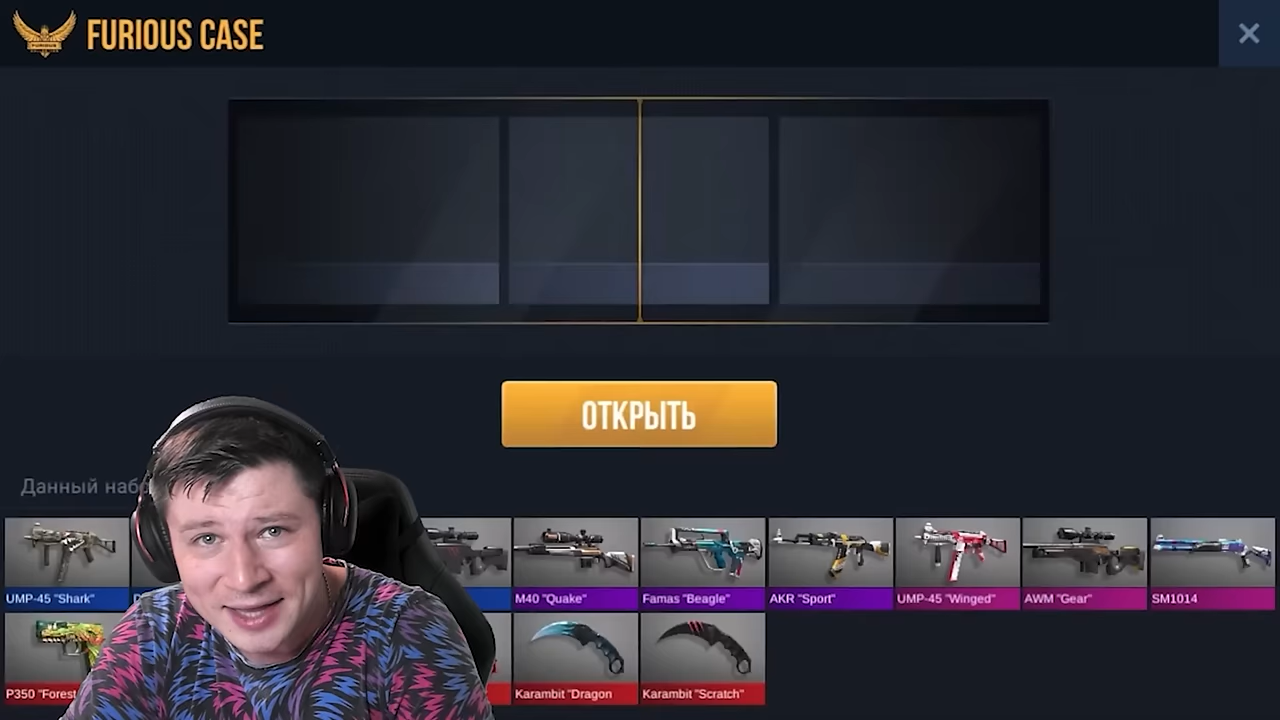 FURIOUS CASE
ОТКРЫТЬ
Данный
UMP-45 "Shark"
M40 "Quake"
Famas "Beagle"
AKR "Sport"
UMP-45 "Winged"
AWM "Gear"
SM1014
P350 "Forest
Karambit "Dragon
Karambit "Scratch"